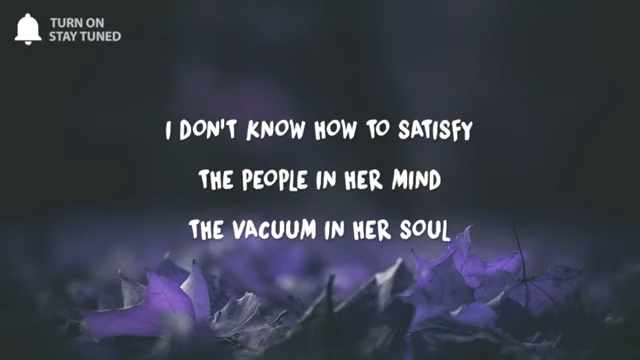 TURN ON
STAY TUNED
I DON'T KNOW HOW TO SATISFY
THE PEOPLE IN HER MIND
THE VACUUM IN HER SOUL